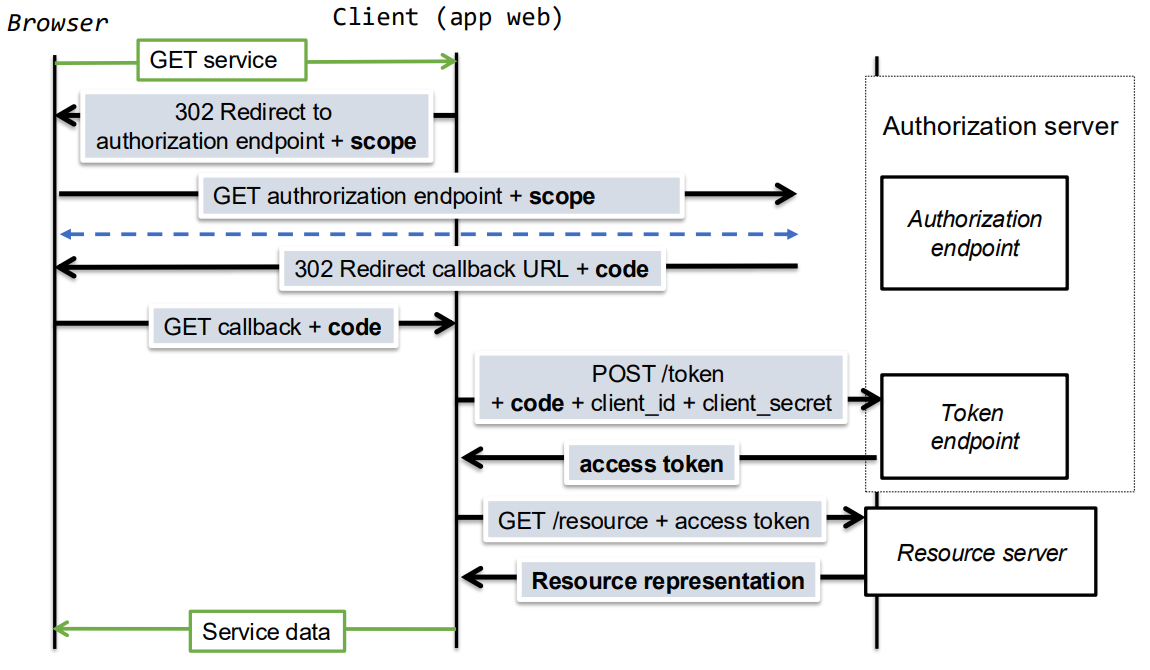 Browser
Client (app web)
GET service
302 Redirect to
authorization endpoint + scope
Authorization server
GET authrorization endpoint + scope
Authorization
endpoint
302 Redirect callback URL + code
GET callback + code
POST /token
+ code + client_id + client_secret
Token
endpoint
access token
GET /resource + access token
Resource server
Resource representation
Service data